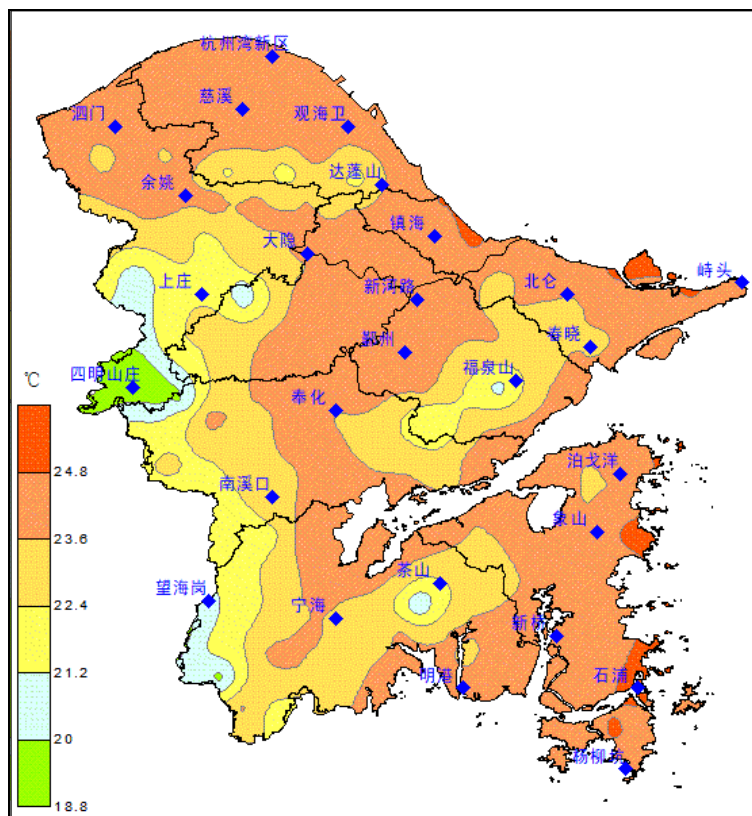 杭州湾新区
慈溪
泗门
观海卫
达蓬山
余姚
镇海
大隐
峙头
上庄
新河路
北仑
春晓
鄞州
福泉山
四明山庄
奉化
℃
24.8
23.6
22.4
21.2
20
18.8
泊戈洋
南溪口
象山
茶山
望海岗
宁海
新桥
明港
石浦